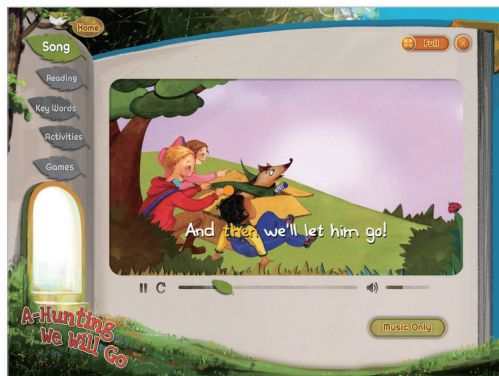 Home
Song
Reading
Key Words
Activities
Games
Full
And then we'll let him go!
Music Only
A-Hunting
We Will Go